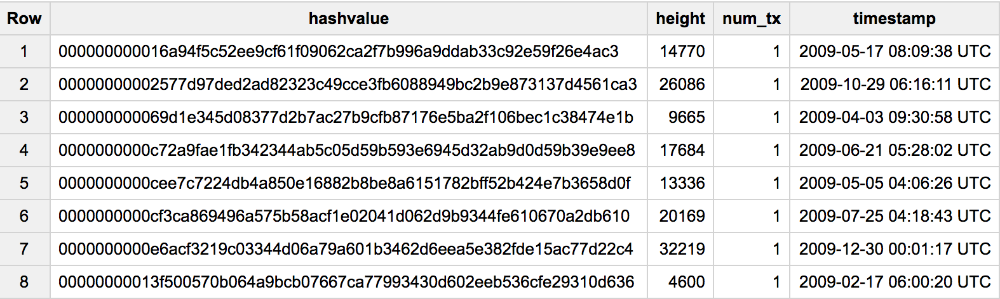 Row hashvalue height num_tx timestamp
1 000000000016a94f5c52ee9cf61f09062ca2f7b996a9ddab33c92e59f26e4ac3 14770 1 2009-05-17 08:09:38 UTC
2 00000000002577d97ded2ad82323c49cce3fb6088949bc2b9e873137d4561ca3 26086 1 2009-10-29 06:16:11 UTC
3 000000000069d1e345d08377d2b7ac27b9cfb87176e5ba2f106bec1c38474e1b 9665 1 2009-04-03 09:30:58 UTC
4 0000000000c72a9fae1fb342344ab5c05d59b593e6945d32ab9d0d59b39e9ee8 17684 1 2009-06-21 05:28:02 UTC
5 0000000000cee7c7224db4a850e16882b8be8a6151782bff52b424e7b3658d0f 13336 1 2009-05-05 04:06:26 UTC
6 0000000000cf3ca869496a575b58acf1e02041d062d9b9344fe610670a2db610 20169 1 2009-07-25 04:18:43 UTC
7 0000000000e6acf3219c03344d06a79a601b3462d6eea5e382fde15ac77d22c4 32219 1 2009-12-30 00:01:17 UTC
8 00000000013f500570b064a9bcb07667ca77993430d602eeb536cfe29310d636 4600 1 2009-02-17 06:00:20 UTC